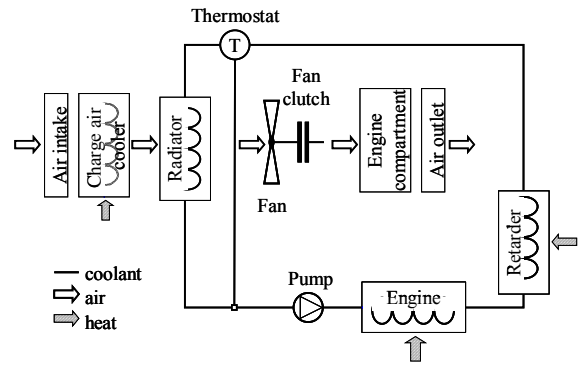 Thermostat
T
Fan
clutch
Air intake
Charge air
cooler
Radiator
Engine
compartment
Air outlet
Fan
Retarder
Pump
Engine
coolant
air
heat